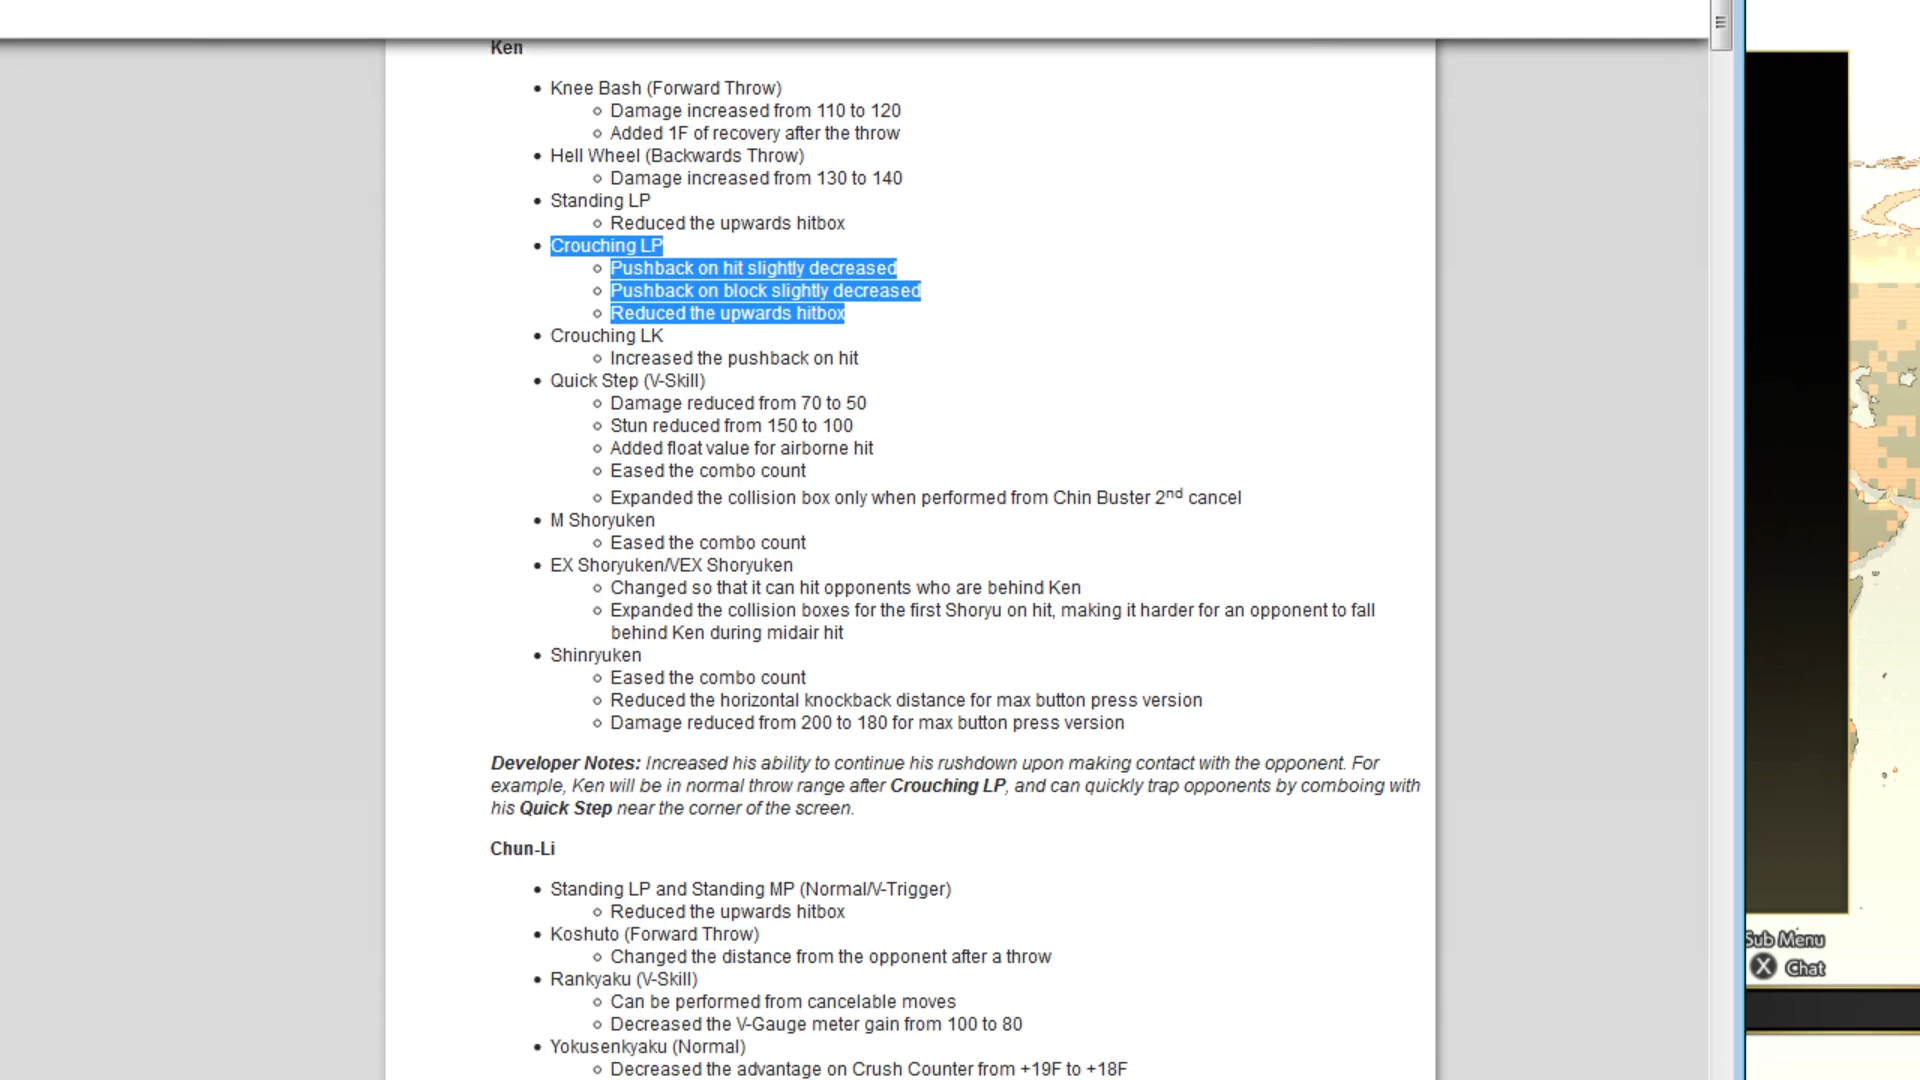 Ken
• Knee Bash (Forward Throw)
○ Damage increased from 110 to 120
○ Added 1F of recovery after the throw
• Hell Wheel (Backwards Throw)
○ Damage increased from 130 to 140
• Standing LP
○ Reduced the upwards hitbox
• Crouching LP
○ Pushback on hit slightly decreased
○ Pushback on block slightly decreased
○ Reduced the upwards hitbox
• Crouching LK
○ Increased the pushback on hit
• Quick Step (V-Skill)
○ Damage reduced from 70 to 50
○ Stun reduced from 150 to 100
○ Added float value for airborne hit
○ Eased the combo count
○ Expanded the collision box only when performed from Chin Buster 2nd cancel
• M Shoryuken
○ Eased the combo count
• EX Shoryuken/VEX Shoryuken
○ Changed so that it can hit opponents who are behind Ken
○ Expanded the collision boxes for the first Shoryu on hit, making it harder for an opponent to fall
behind Ken during midair hit
• Shinryuken
○ Eased the combo count
○ Reduced the horizontal knockback distance for max button press version
○ Damage reduced from 200 to 180 for max button press version
Developer Notes: Increased his ability to continue his rushdown upon making contact with the opponent. For
example, Ken will be in normal throw range after Crouching LP, and can quickly trap opponents by comboing with
his Quick Step near the corner of the screen.
Chun-Li
• Standing LP and Standing MP (Normal/V-Trigger)
○ Reduced the upwards hitbox
• Koshuto (Forward Throw)
○ Changed the distance from the opponent after a throw
• Rankyaku (V-Skill)
○ Can be performed from cancelable moves
○ Decreased the V-Gauge meter gain from 100 to 80
• Yokusenkyaku (Normal)
○ Decreased the advantage on Crush Counter from +19F to +18F
Sub Menu
X Chat